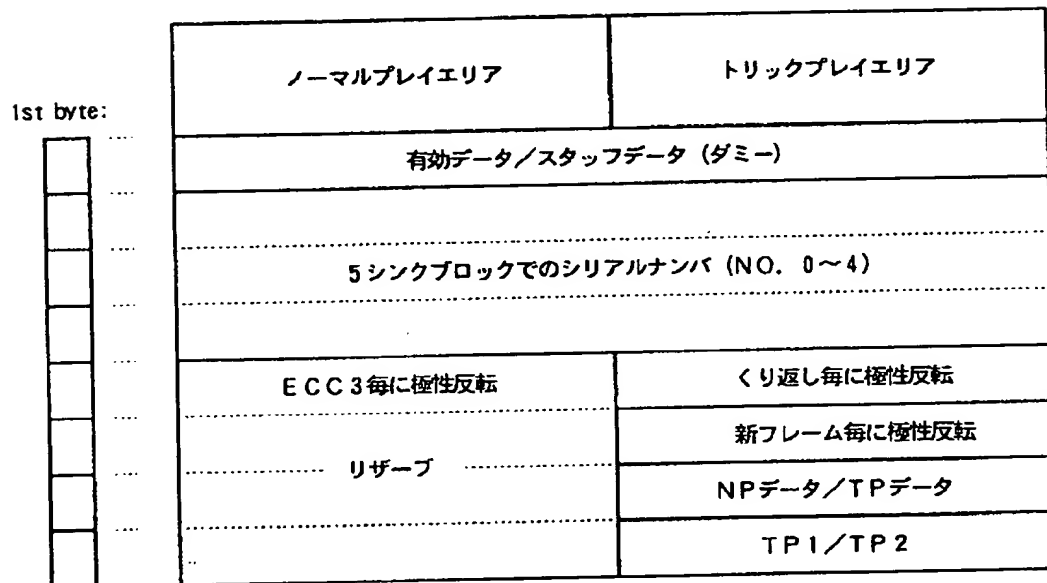 ノーマルプレイエリア
トリックプレイエリア
1st byte:
有効データ/スタッフデータ (ダミー)
5シンクブロックでのシリアルナンバ (NO. 0~4)
ECC3毎に極性反転
くり返し毎に極性反転
新フレーム毎に極性反転
リザーブ
NPデータ/TPデータ
TP1/TP2